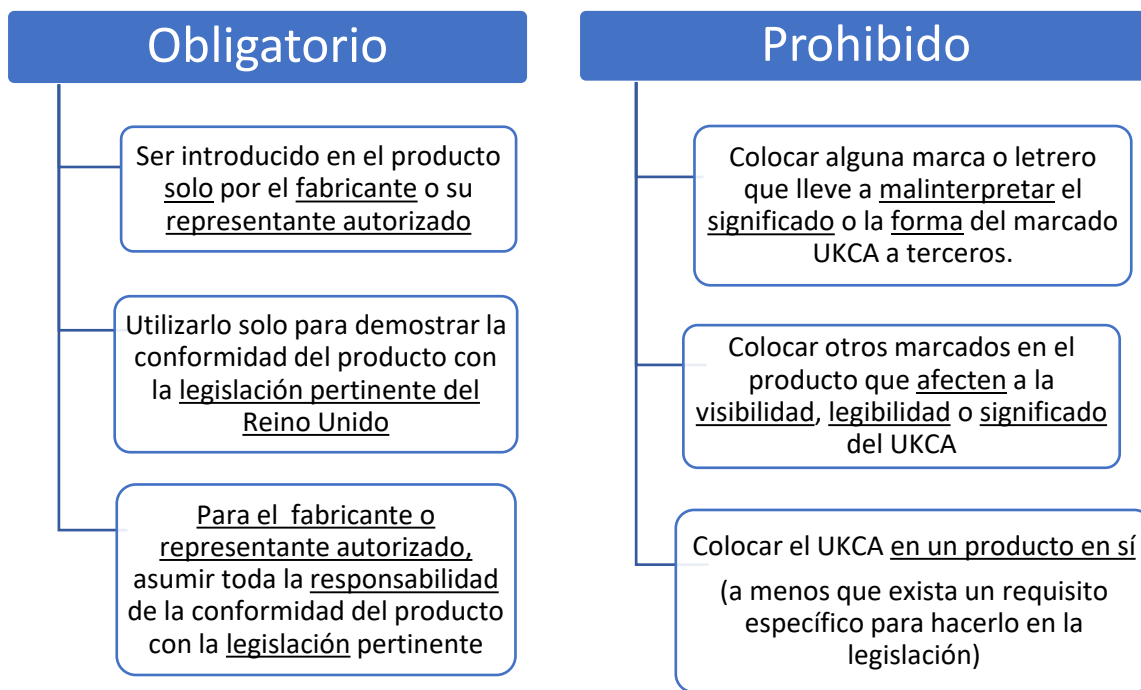 Obligatorio
Ser introducido en el producto
solo por el fabricante o su
representante autorizado
Utilizarlo solo para demostrar la
conformidad del producto con
la legislación pertinente del
Reino Unido
Para el fabricante o
representante autorizado,
asumir toda la responsabilidad
de la conformidad del producto
con la legislación pertinente
Prohibido
Colocar alguna marca o letrero
que lleve a malinterpretar el
significado o la forma del marcado
UKCA a terceros.
Colocar otros marcados en el
producto que afecten a la
visibilidad, legibilidad o significado
del UKCA
Colocar el UKCA en un producto en sí
(a menos que exista un requisito
específico para hacerlo en la
legislación)